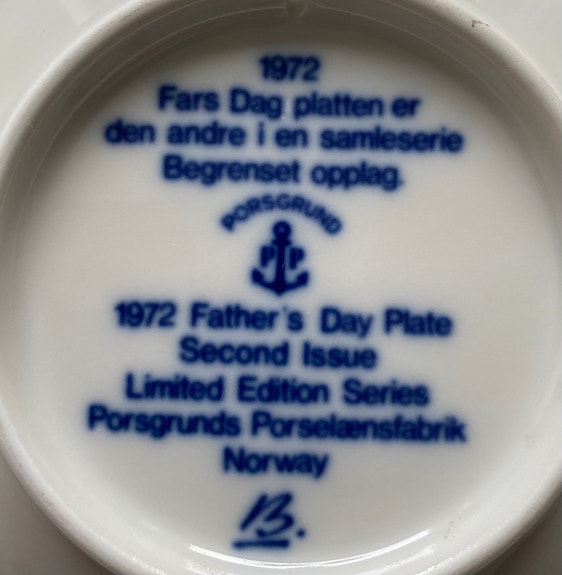 1972
Fars Dag platten er
den andre i en samleserie
Begrenset opplag.
PORSGRUND
P P
1972 Father's Day Plate
Second Issue
Limited Edition Series
Porsgrunds Porselænsfabrik
Norway
B.